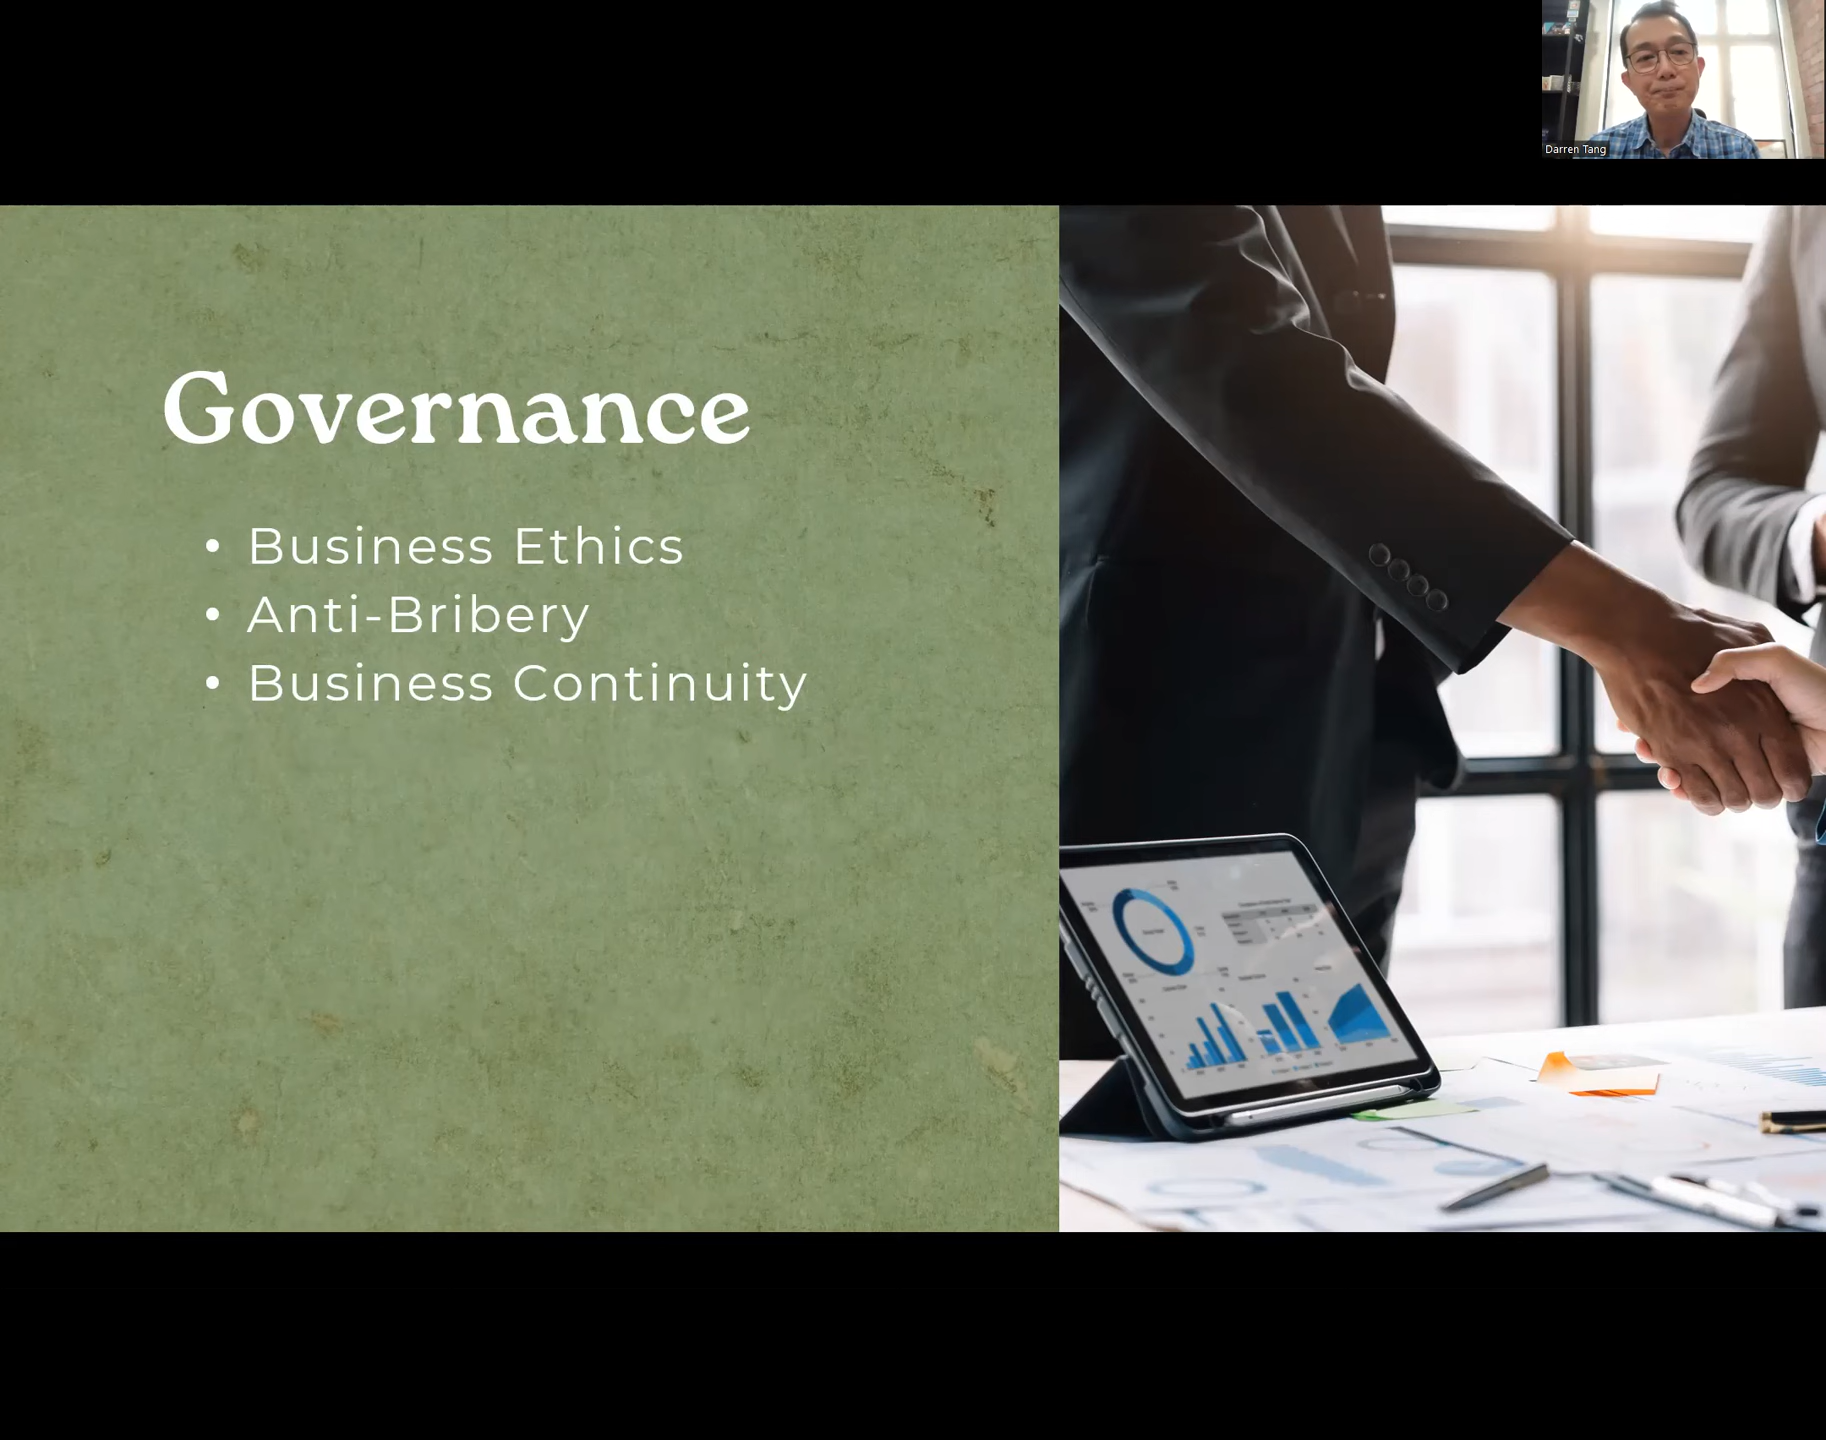 Darren Tang
Governance
• Business Ethics
• Anti-Bribery
• Business Continuity